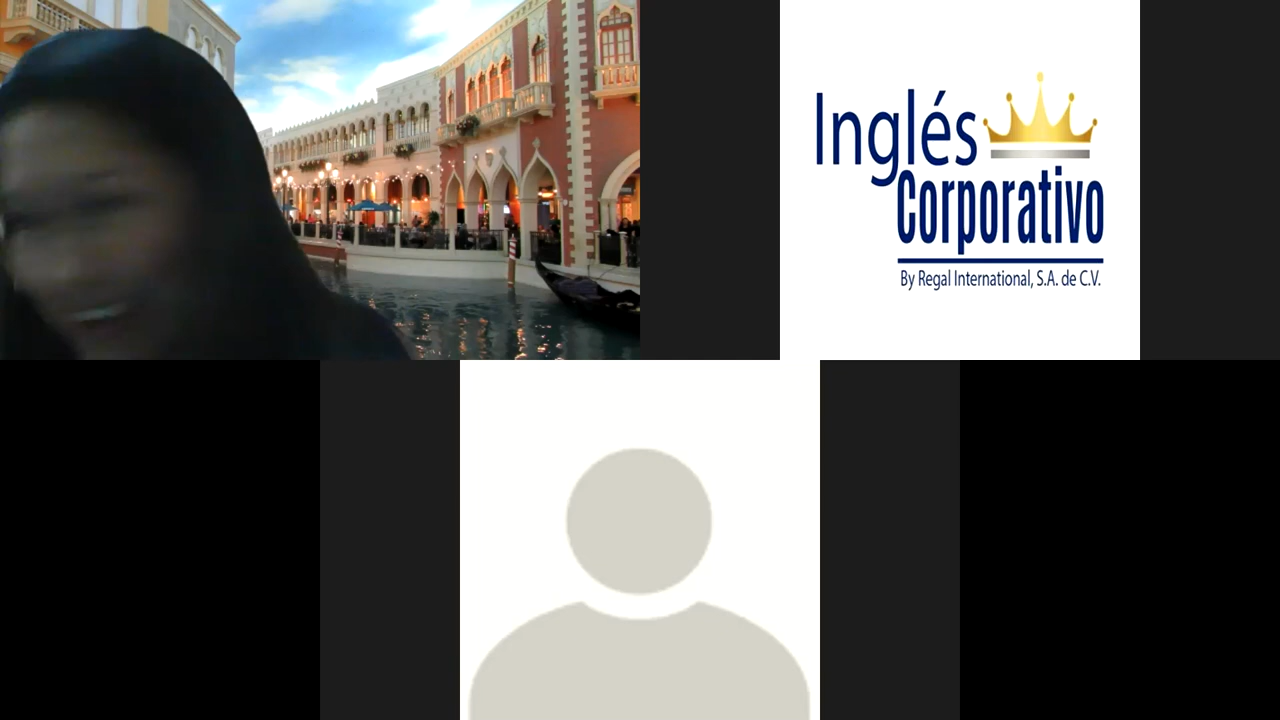 Inglés
Corporativo
By Regal International, S.A. de C.V.